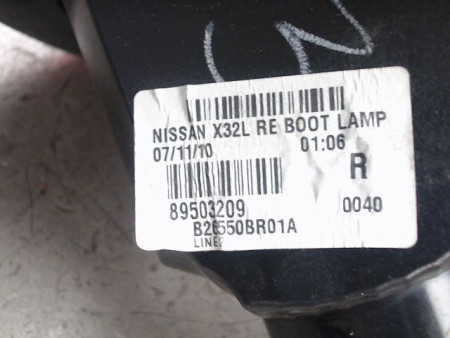 NISSAN X32L RE BOOT LAMP
07/11/10 01:06
R
89503209 0040
B26550BR01A
LINE: